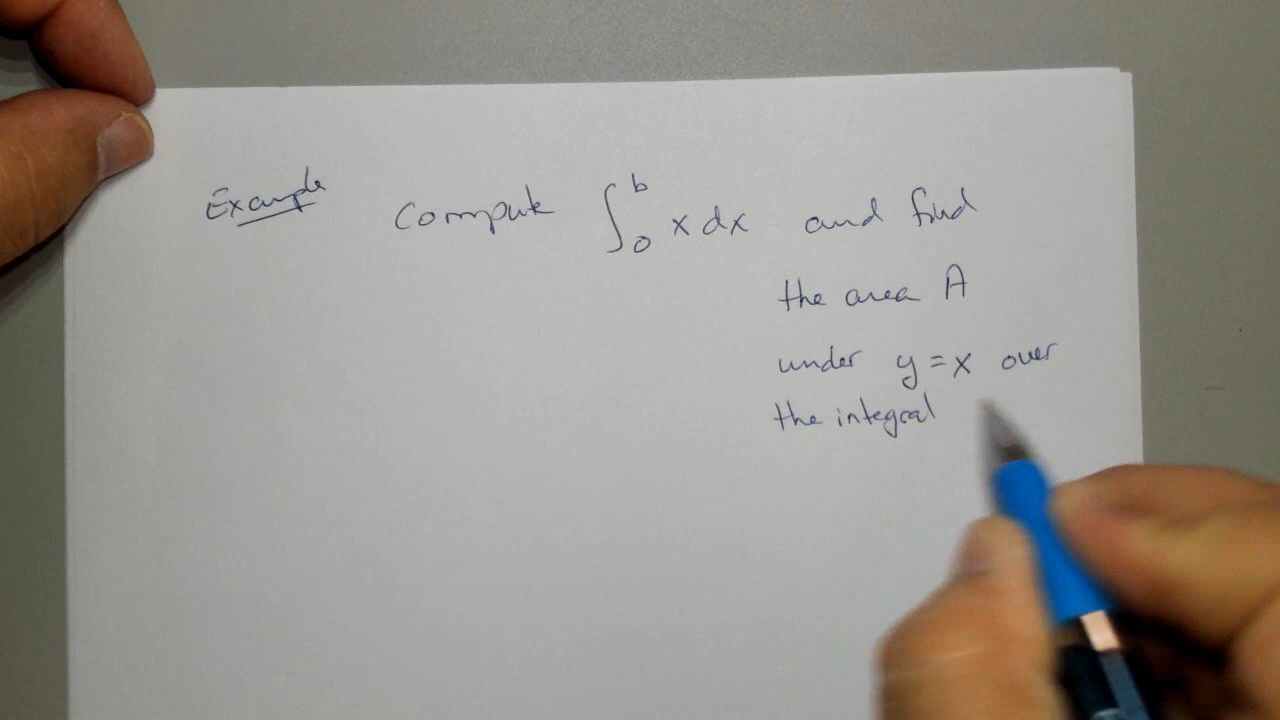 Example Compute ∫₀ᵇ x dx and find
the area A
under y = x over
the integral